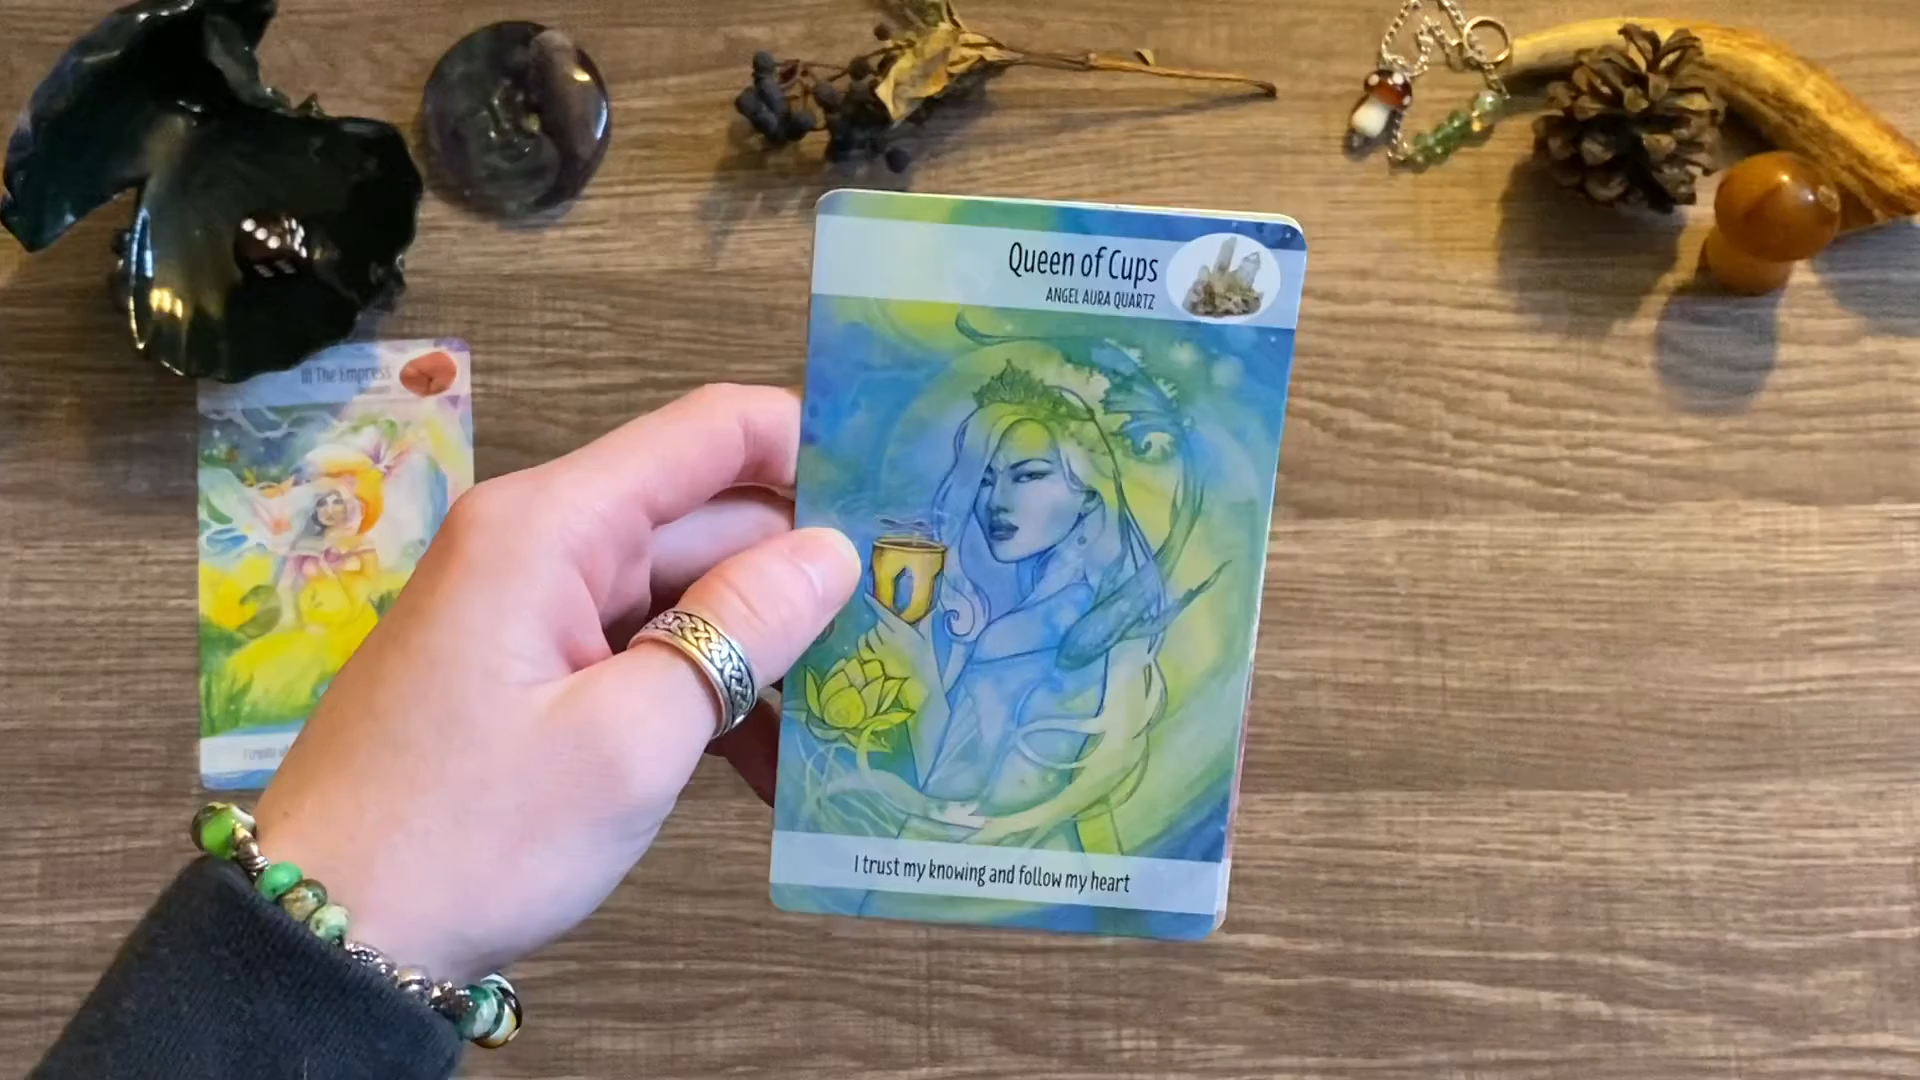 Queen of Cups
ANGEL AURA QUARTZ
I trust my knowing and follow my heart
III The Empress